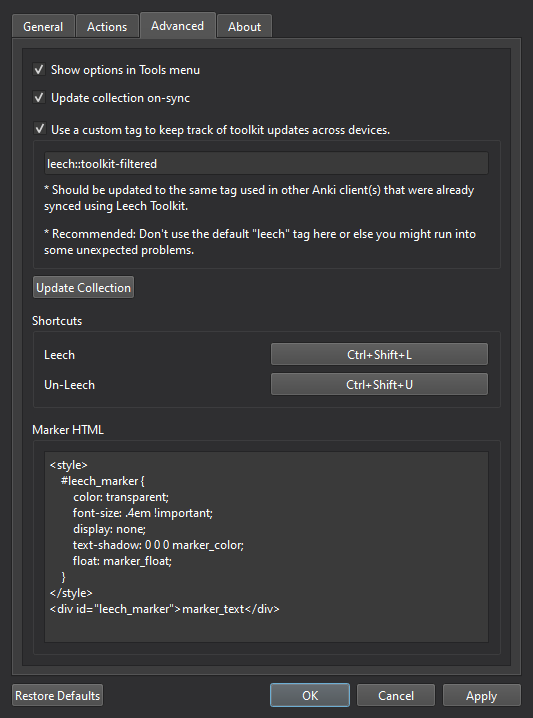 General
Actions
Advanced
About
Show options in Tools menu
Update collection on-sync
Use a custom tag to keep track of toolkit updates across devices.
leech::toolkit-filtered
* Should be updated to the same tag used in other Anki client(s) that were already
synced using Leech Toolkit.
* Recommended: Don't use the default "leech" tag here or else you might run into
some unexpected problems.
Update Collection
Shortcuts
Leech
Ctrl+Shift+L
Un-Leech
Ctrl+Shift+U
Marker HTML
<style>
    #leech_marker {
        color: transparent;
        font-size: .4em !important;
        display: none;
        text-shadow: 0 0 0 marker_color;
        float: marker_float;
    }
</style>
<div id="leech_marker">marker_text</div>
Restore Defaults
OK
Cancel
Apply